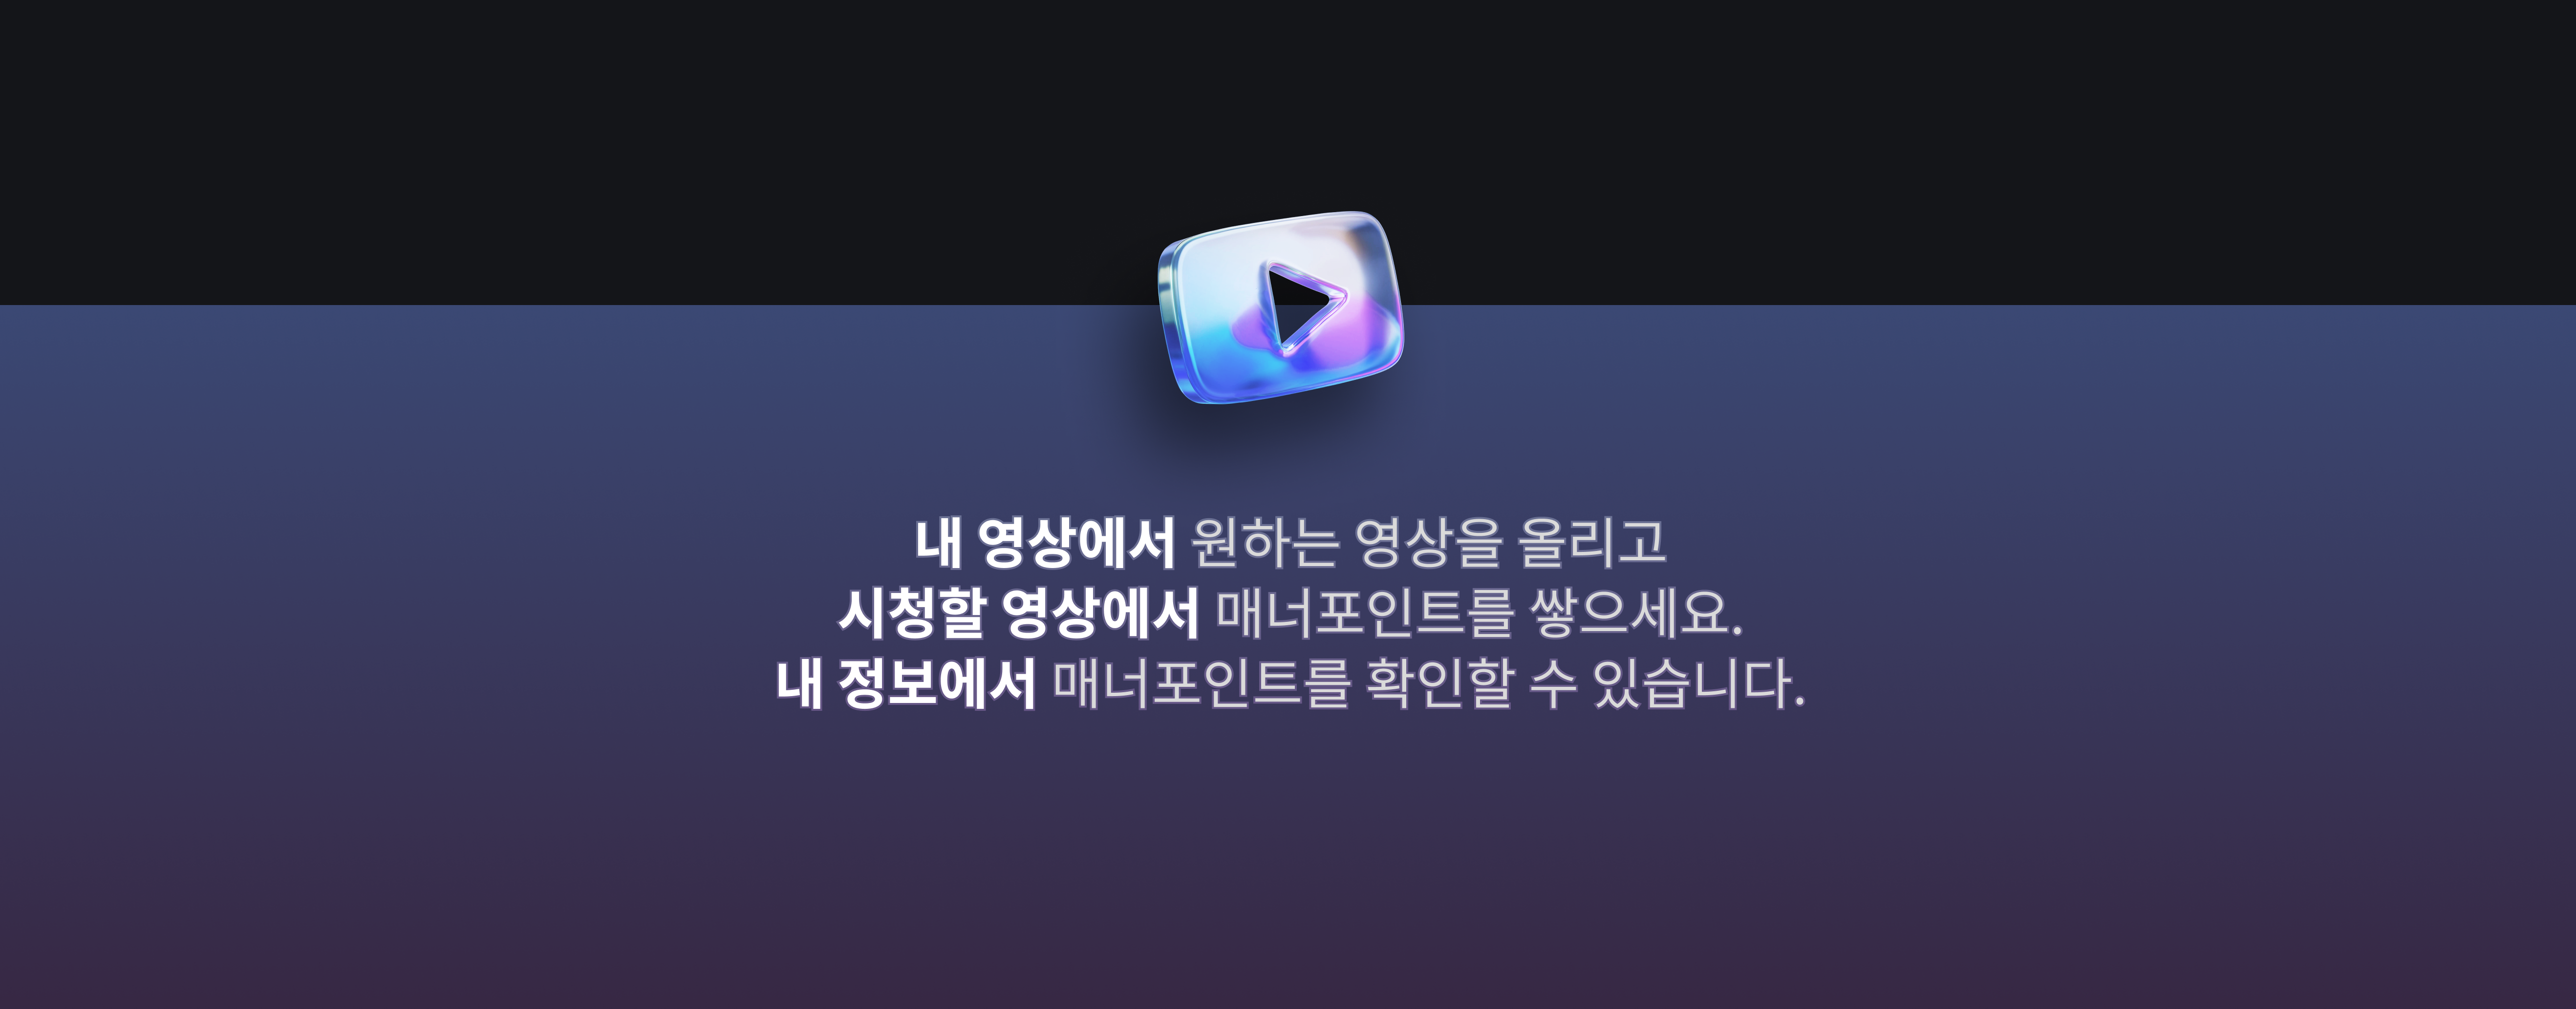 내 영상에서 원하는 영상을 올리고
시청할 영상에서 매너포인트를 쌓으세요.
내 정보에서 매너포인트를 확인할 수 있습니다.